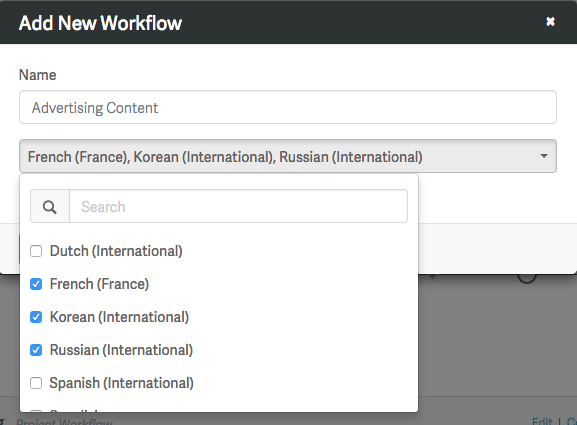 Add New Workflow
Name
Advertising Content
French (France), Korean (International), Russian (International)
Search
Dutch (International)
French (France)
Korean (International)
Russian (International)
Spanish (International)
Project Workflow
Edit |